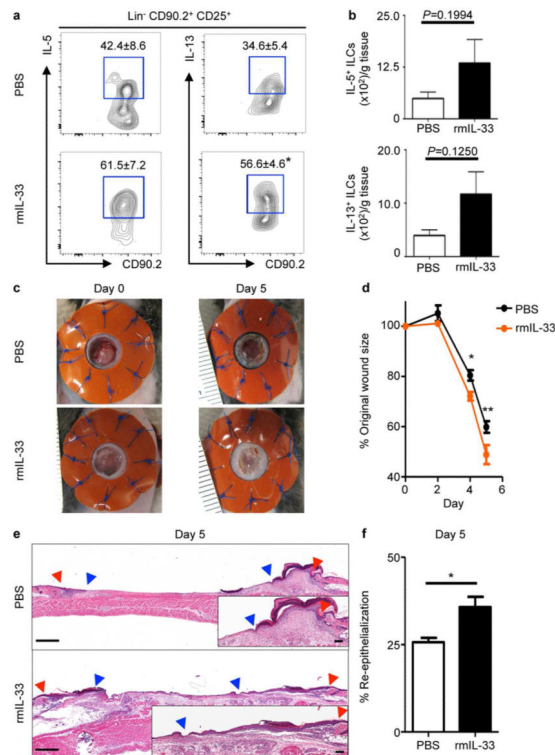 a
Lin⁻ CD90.2⁺ CD25⁺
IL-5
42.4±8.6
IL-13
34.6±5.4
PBS
61.5±7.2
56.6±4.6*
rmIL-33
CD90.2
CD90.2
b
P=0.1994
IL-5⁺ ILCs
(x10²)/g tissue
25.0
12.5
0
PBS
rmIL-33
P=0.1250
IL-13⁺ ILCs
(x10²)/g tissue
20.0
10.0
0.0
PBS
rmIL-33
c
Day 0
Day 5
PBS
rmIL-33
d
PBS
rmIL-33
% Original wound size
100
80
60
40
*
**
0
2
4
6
Day
e
Day 5
PBS
rmIL-33
f
Day 5
*
% Re-epithelialization
50
25
0
PBS
rmIL-33